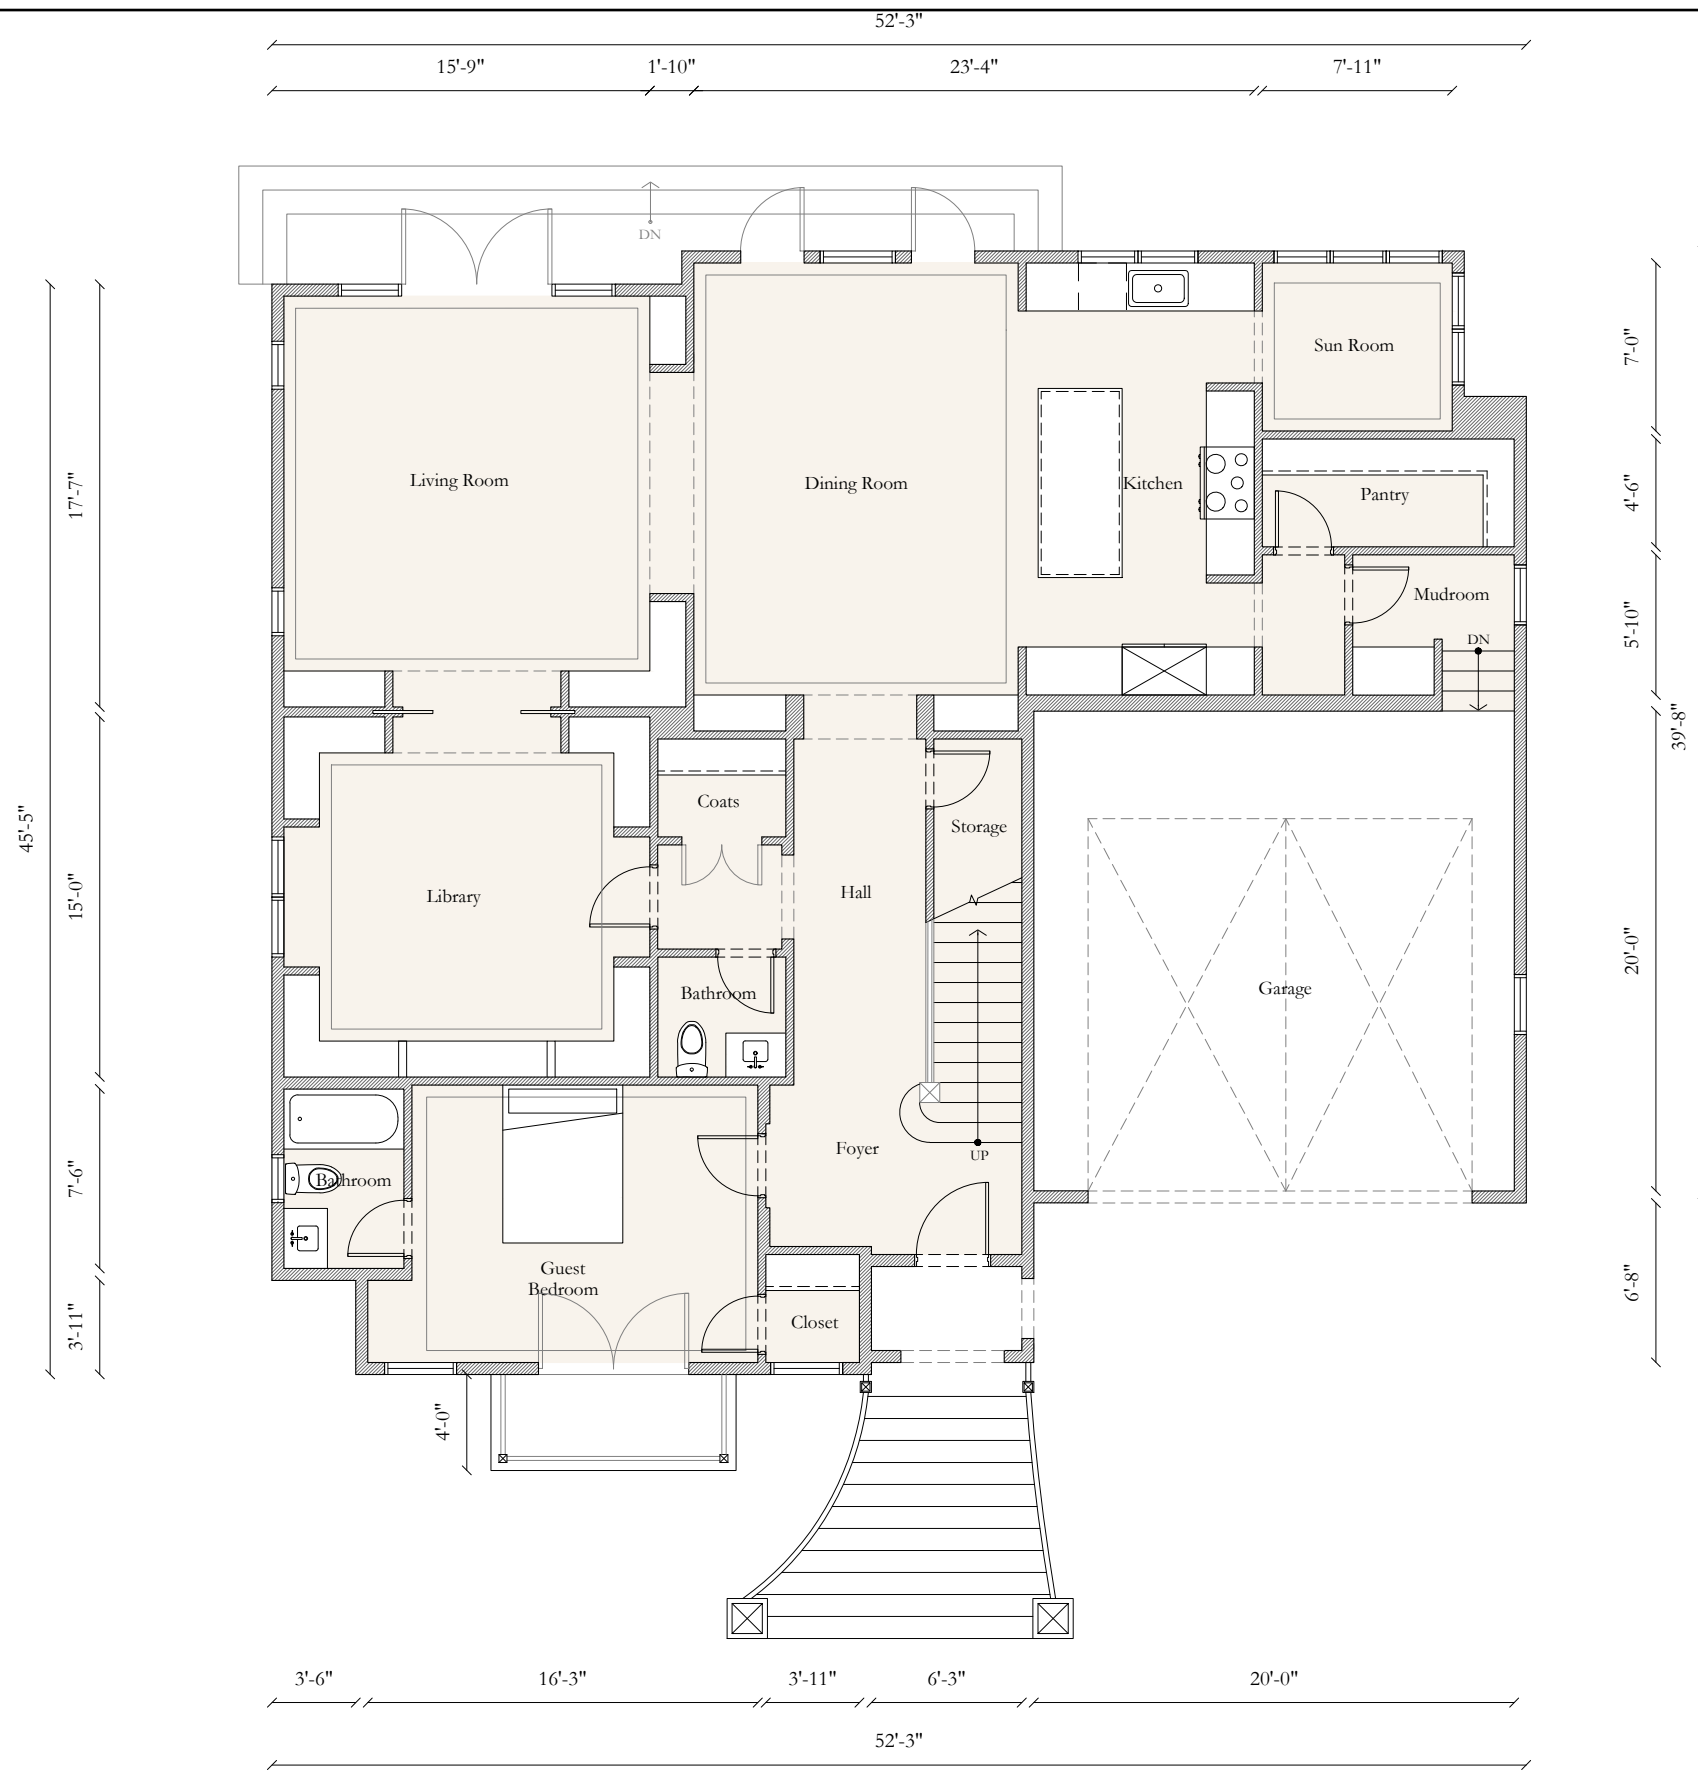 52'-3"
15'-9"
1'-10"
23'-4"
7'-11"
DN
Sun Room
7'-0"
Living Room
Dining Room
Kitchen
Pantry
17'-7"
4'-6"
Mudroom
5'-10"
DN
39'-8"
Coats
Storage
45'-5"
15'-0"
Library
Hall
20'-0"
Garage
Bathroom
Foyer
UP
7'-6"
Bathroom
Guest
Bedroom
6'-8"
3'-11"
Closet
4'-0"
3'-6"
16'-3"
3'-11"
6'-3"
20'-0"
52'-3"